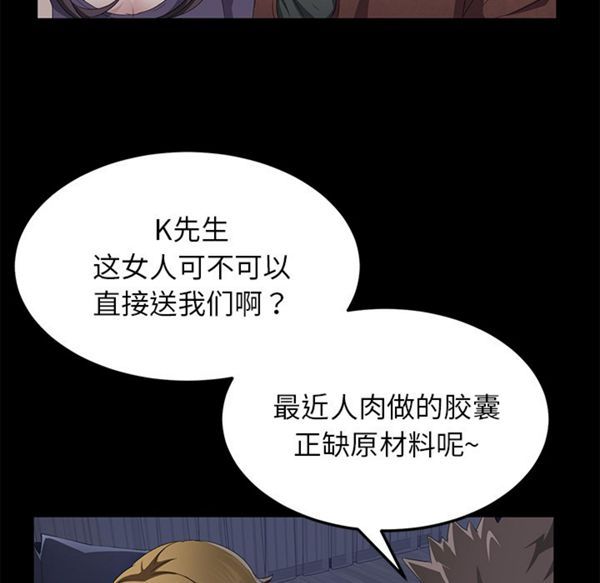 K先生
这女人可不可以
直接送我们啊？
最近人肉做的胶囊
正缺原材料呢~